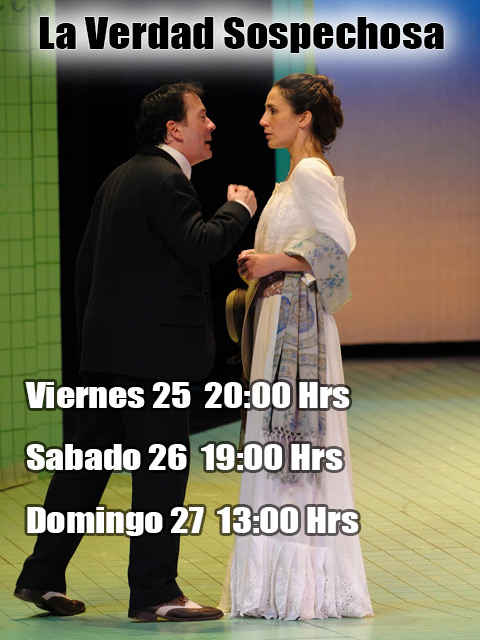 La Verdad Sospechosa
Viernes 25 20:00 Hrs
Sabado 26 19:00 Hrs
Domingo 27 13:00 Hrs